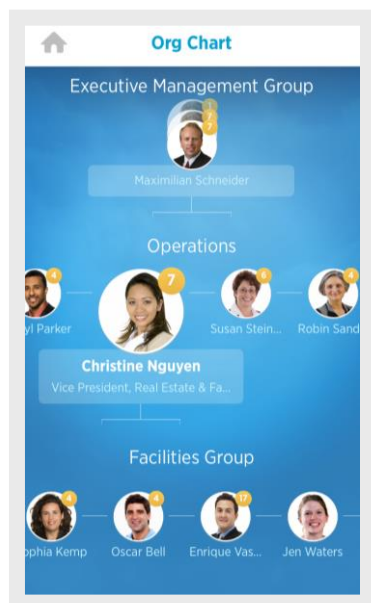 Org Chart
Executive Management Group
7
7
Maximilian Schneider
Operations
4
7
6
4
yl Parker
Susan Stein...
Robin Sand
Christine Nguyen
Vice President, Real Estate & Fa...
Facilities Group
4
4
17
ophia Kemp
Oscar Bell
Enrique Vas...
Jen Waters